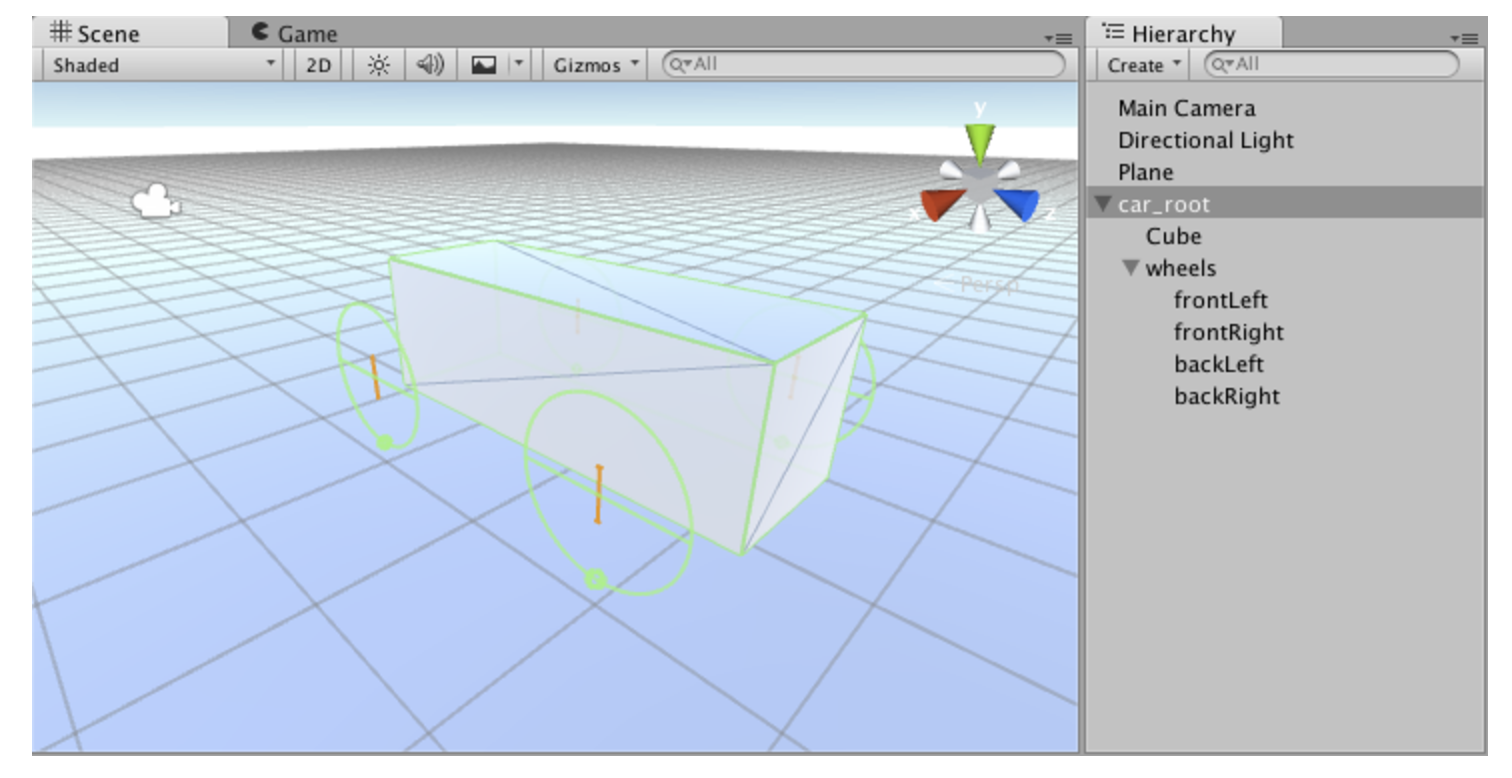 Scene
Game
Shaded
2D
Gizmos
All
y
x
z
Persp
Hierarchy
Create
All
Main Camera
Directional Light
Plane
car_root
Cube
wheels
frontLeft
frontRight
backLeft
backRight